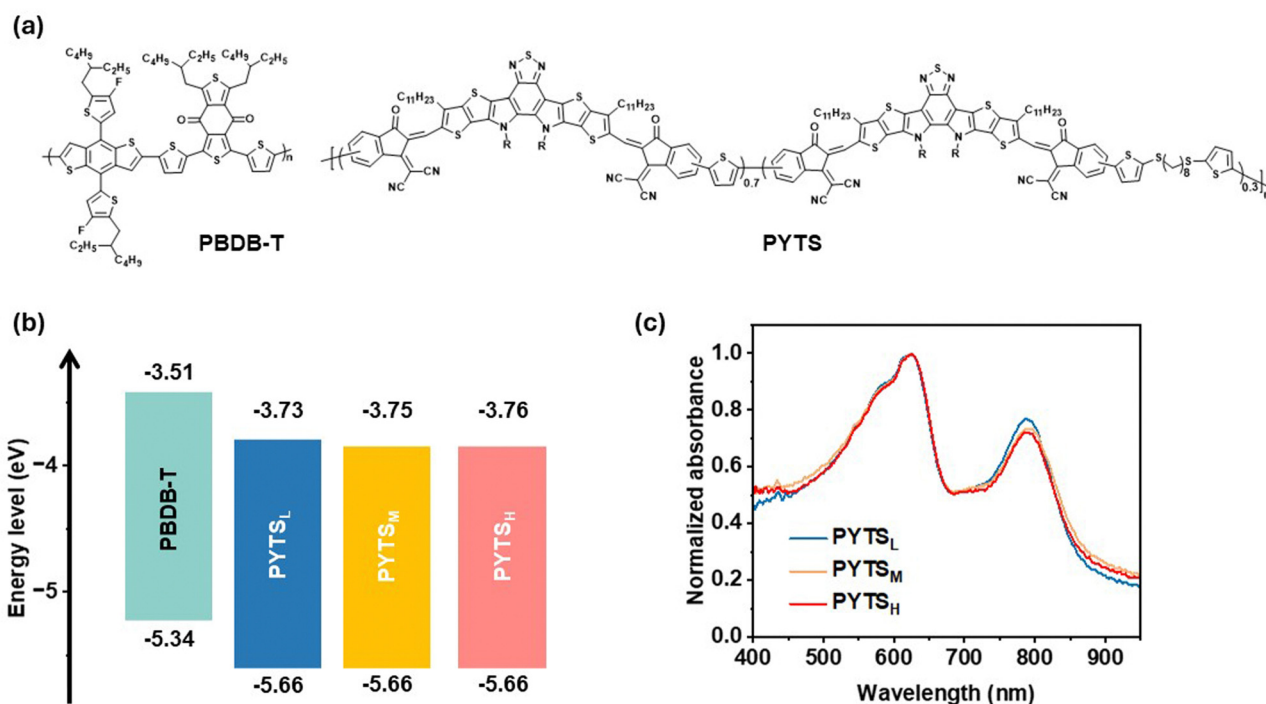 (a)
C4H9
C2H5
C4H9
C2H5
C4H9
C2H5
F
S
S
O
O
S
S
S
S
S
n
S
F
C2H5
C4H9
PBDB-T
S
N
N
C11H23
C11H23
O
S
S
S
S
N
N
R
R
O
NC
CN
NC
CN
S
0.7
S
N
N
C11H23
C11H23
O
S
S
S
S
N
N
R
R
O
NC
CN
NC
CN
S
S
8
S
S
0.3
n
PYTS
(b)
Energy level (eV)
−4
−5
-3.51
PBDB-T
-5.34
-3.73
PYTSL
-5.66
-3.75
PYTSM
-5.66
-3.76
PYTSH
-5.66
(c)
Normalized absorbance
1.0
0.8
0.6
0.4
0.2
0.0
PYTSL
PYTSM
PYTSH
400 500 600 700 800 900
Wavelength (nm)